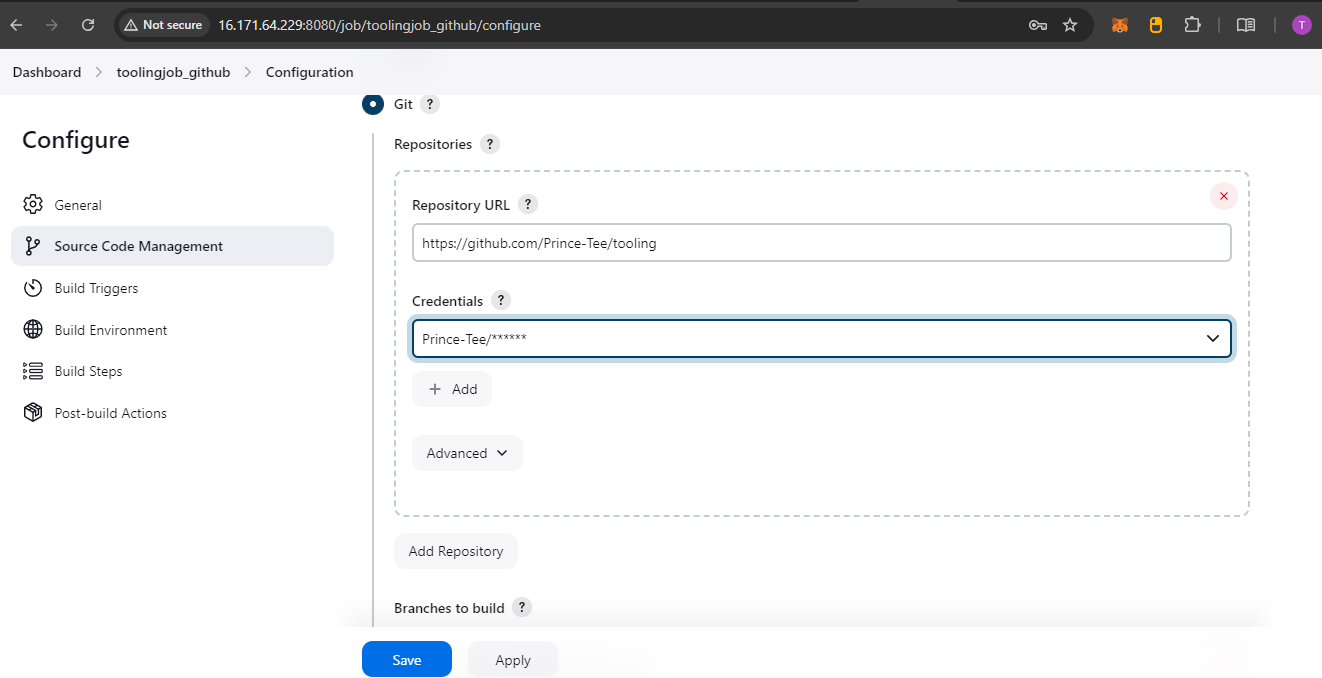 Not secure 16.171.64.229:8080/job/toolingjob_github/configure T
Dashboard > toolingjob_github > Configuration
Configure
General
Source Code Management
Build Triggers
Build Environment
Build Steps
Post-build Actions
Git ?
Repositories ?
Repository URL ?
https://github.com/Prince-Tee/tooling
Credentials ?
Prince-Tee/******
+ Add
Advanced
Add Repository
Branches to build ?
Save Apply